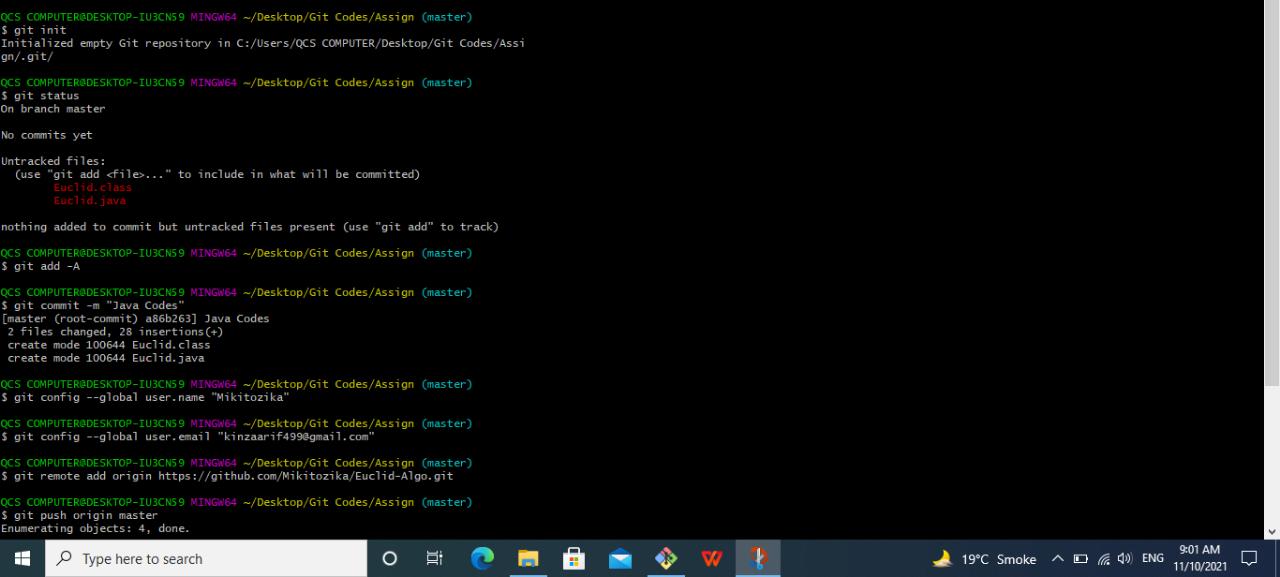 QCS COMPUTER@DESKTOP-IU3CN59 MINGW64 ~/Desktop/Git Codes/Assign (master)
$ git init
Initialized empty Git repository in C:/Users/QCS COMPUTER/Desktop/Git Codes/Assi
gn/.git/
QCS COMPUTER@DESKTOP-IU3CN59 MINGW64 ~/Desktop/Git Codes/Assign (master)
$ git status
On branch master
No commits yet
Untracked files:
(use "git add <file>..." to include in what will be committed)
Euclid.class
Euclid.java
nothing added to commit but untracked files present (use "git add" to track)
QCS COMPUTER@DESKTOP-IU3CN59 MINGW64 ~/Desktop/Git Codes/Assign (master)
$ git add -A
QCS COMPUTER@DESKTOP-IU3CN59 MINGW64 ~/Desktop/Git Codes/Assign (master)
$ git commit -m "Java Codes"
[master (root-commit) a86b263] Java Codes
2 files changed, 28 insertions(+)
create mode 100644 Euclid.class
create mode 100644 Euclid.java
QCS COMPUTER@DESKTOP-IU3CN59 MINGW64 ~/Desktop/Git Codes/Assign (master)
$ git config --global user.name "Mikitozika"
QCS COMPUTER@DESKTOP-IU3CN59 MINGW64 ~/Desktop/Git Codes/Assign (master)
$ git config --global user.email "kinzaarif499@gmail.com"
QCS COMPUTER@DESKTOP-IU3CN59 MINGW64 ~/Desktop/Git Codes/Assign (master)
$ git remote add origin https://github.com/Mikitozika/Euclid-Algo.git
QCS COMPUTER@DESKTOP-IU3CN59 MINGW64 ~/Desktop/Git Codes/Assign (master)
$ git push origin master
Enumerating objects: 4, done.
Type here to search
19°C Smoke
ENG
9:01 AM
11/10/2021